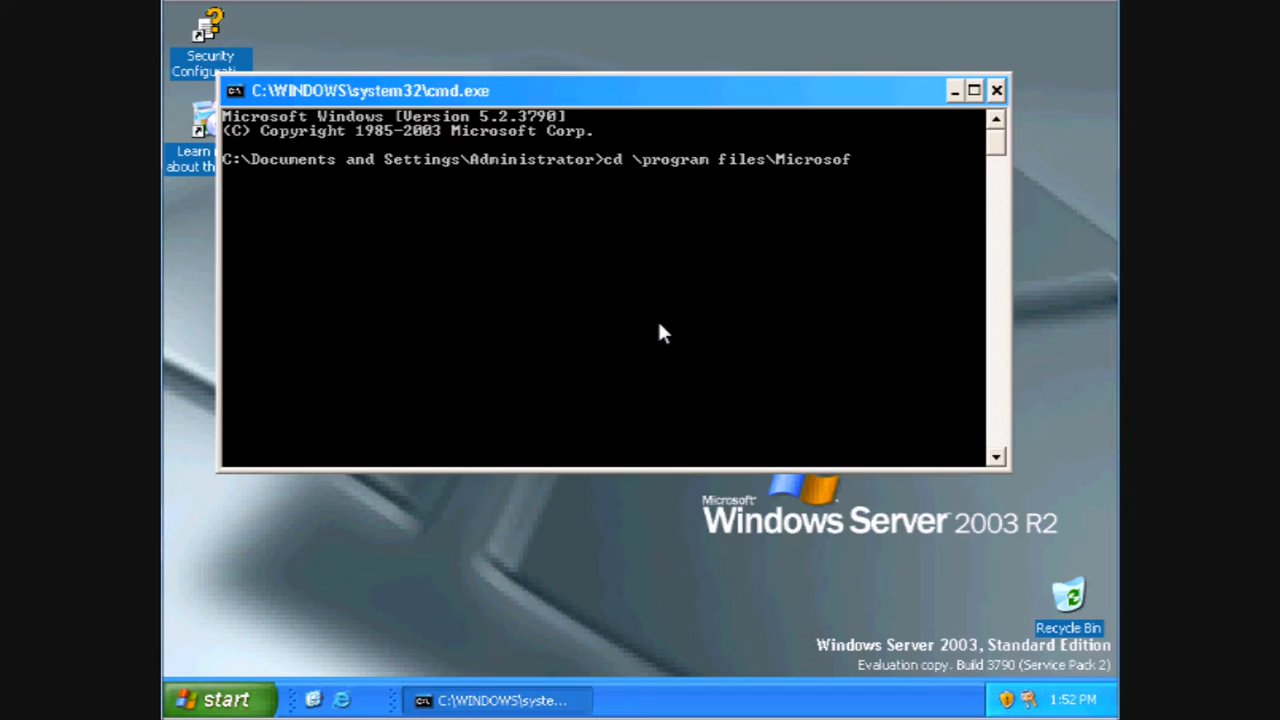 Security
Configurati...
Learn
about th
C:\WINDOWS\system32\cmd.exe
Microsoft Windows [Version 5.2.3790]
(C) Copyright 1985-2003 Microsoft Corp.
C:\Documents and Settings\Administrator>cd \program files\Microsof
Microsoft
Windows Server 2003 R2
Recycle Bin
Windows Server 2003, Standard Edition
Evaluation copy. Build 3790 (Service Pack 2)
start
C:\WINDOWS\syste...
1:52 PM